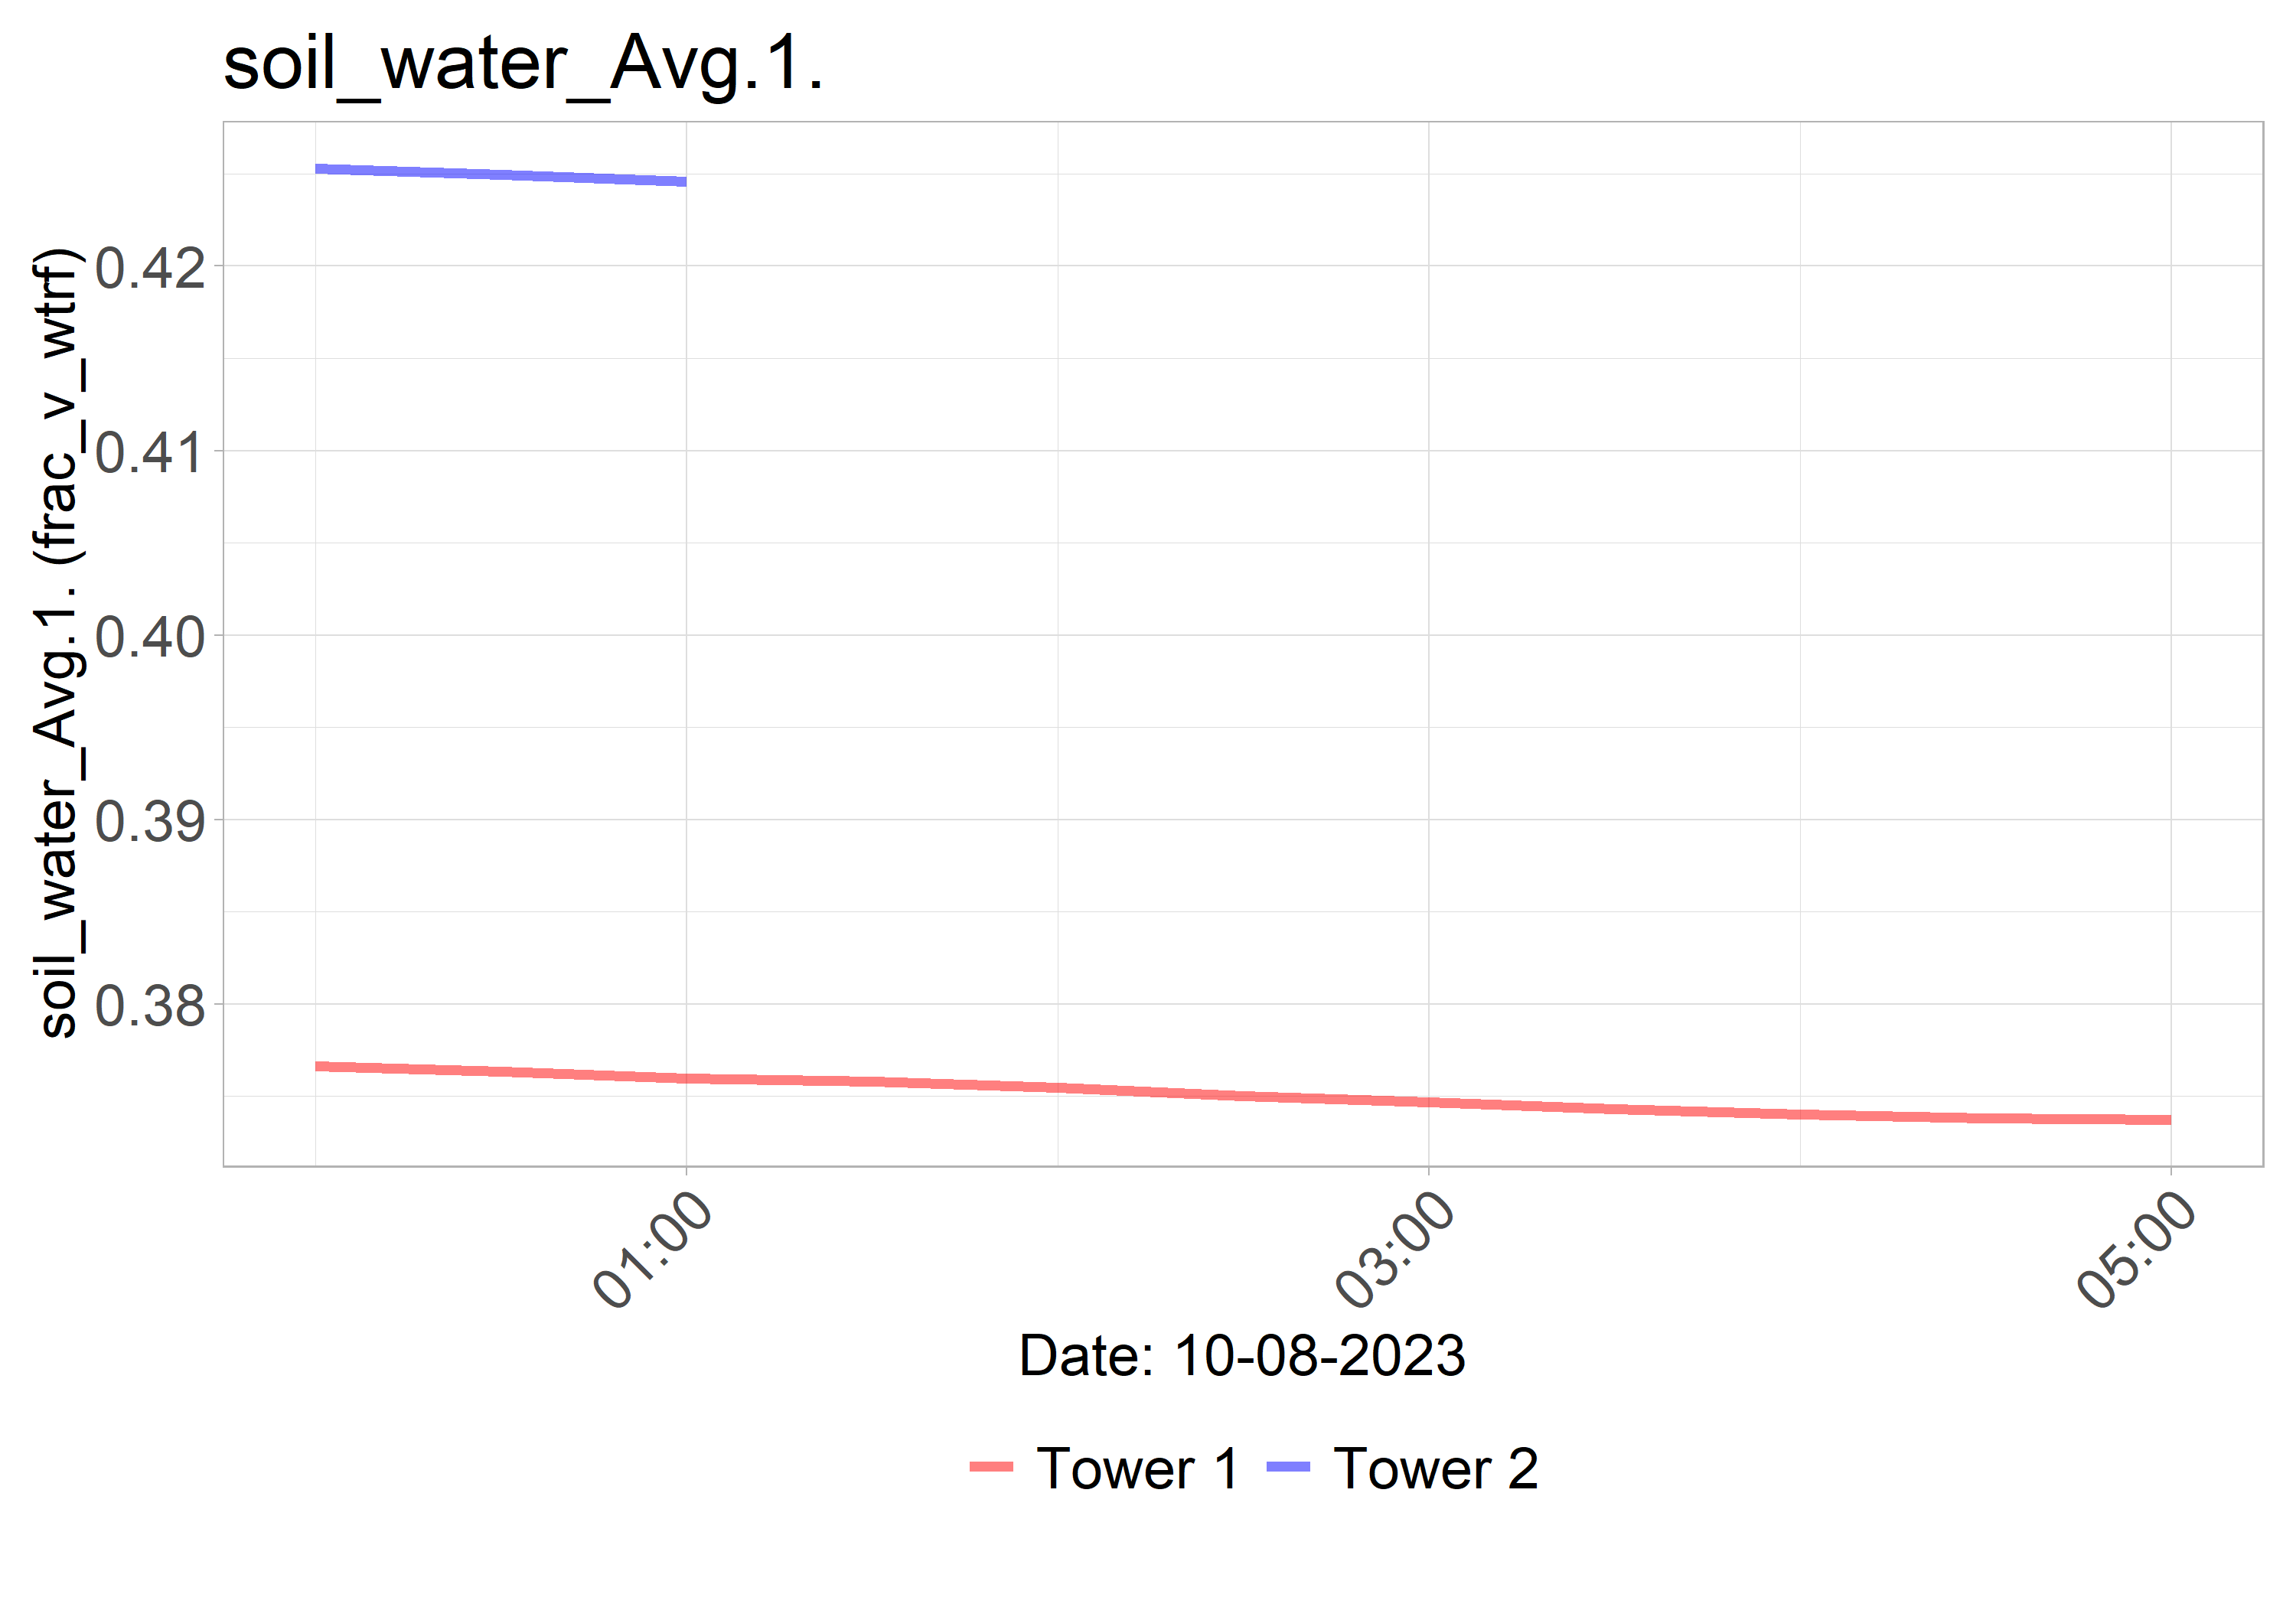 soil_water_Avg.1.
soil_water_Avg.1. (frac_v_wtrf)
0.42
0.41
0.40
0.39
0.38
01:00
03:00
05:00
Date: 10-08-2023
Tower 1 Tower 2